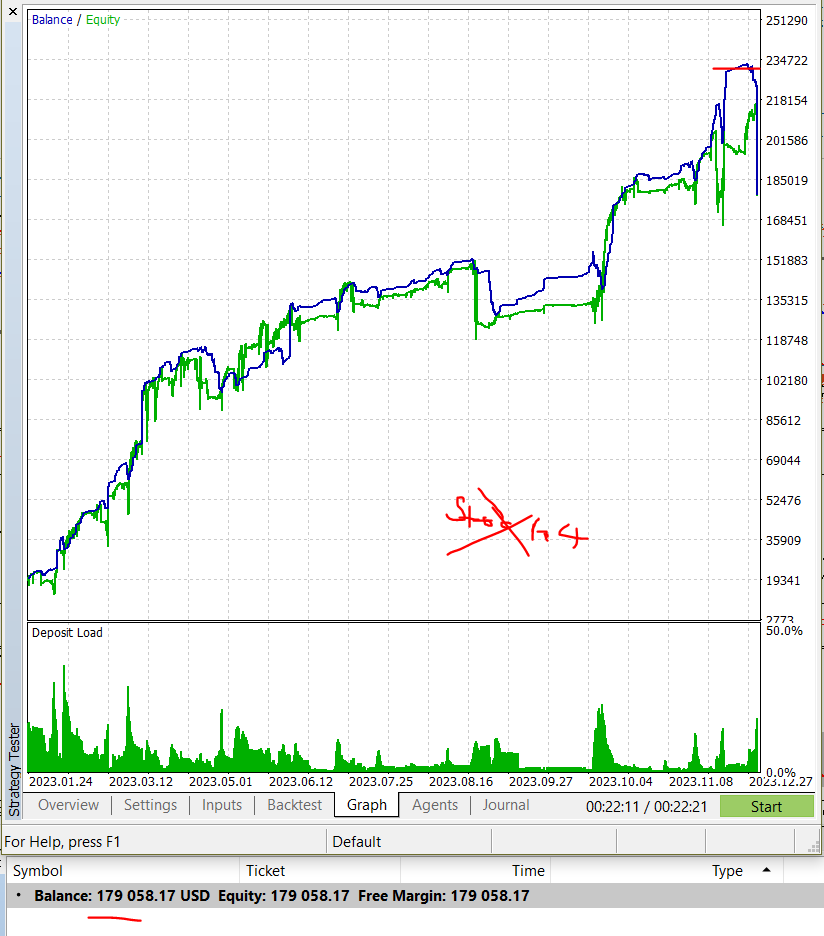 Balance / Equity
251290
234722
218154
201586
185019
168451
151883
135315
118748
102180
85612
69044
52476
35909
19341
2773
Deposit Load
50.0%
0.0%
2023.01.24 2023.03.12 2023.05.01 2023.06.12 2023.07.25 2023.08.16 2023.09.27 2023.10.04 2023.11.08 2023.12.27
Strategy Tester
Overview Settings Inputs Backtest Graph Agents Journal 00:22:11 / 00:22:21 Start
For Help, press F1 Default
Symbol Ticket Time Type
• Balance: 179 058.17 USD Equity: 179 058.17 Free Margin: 179 058.17